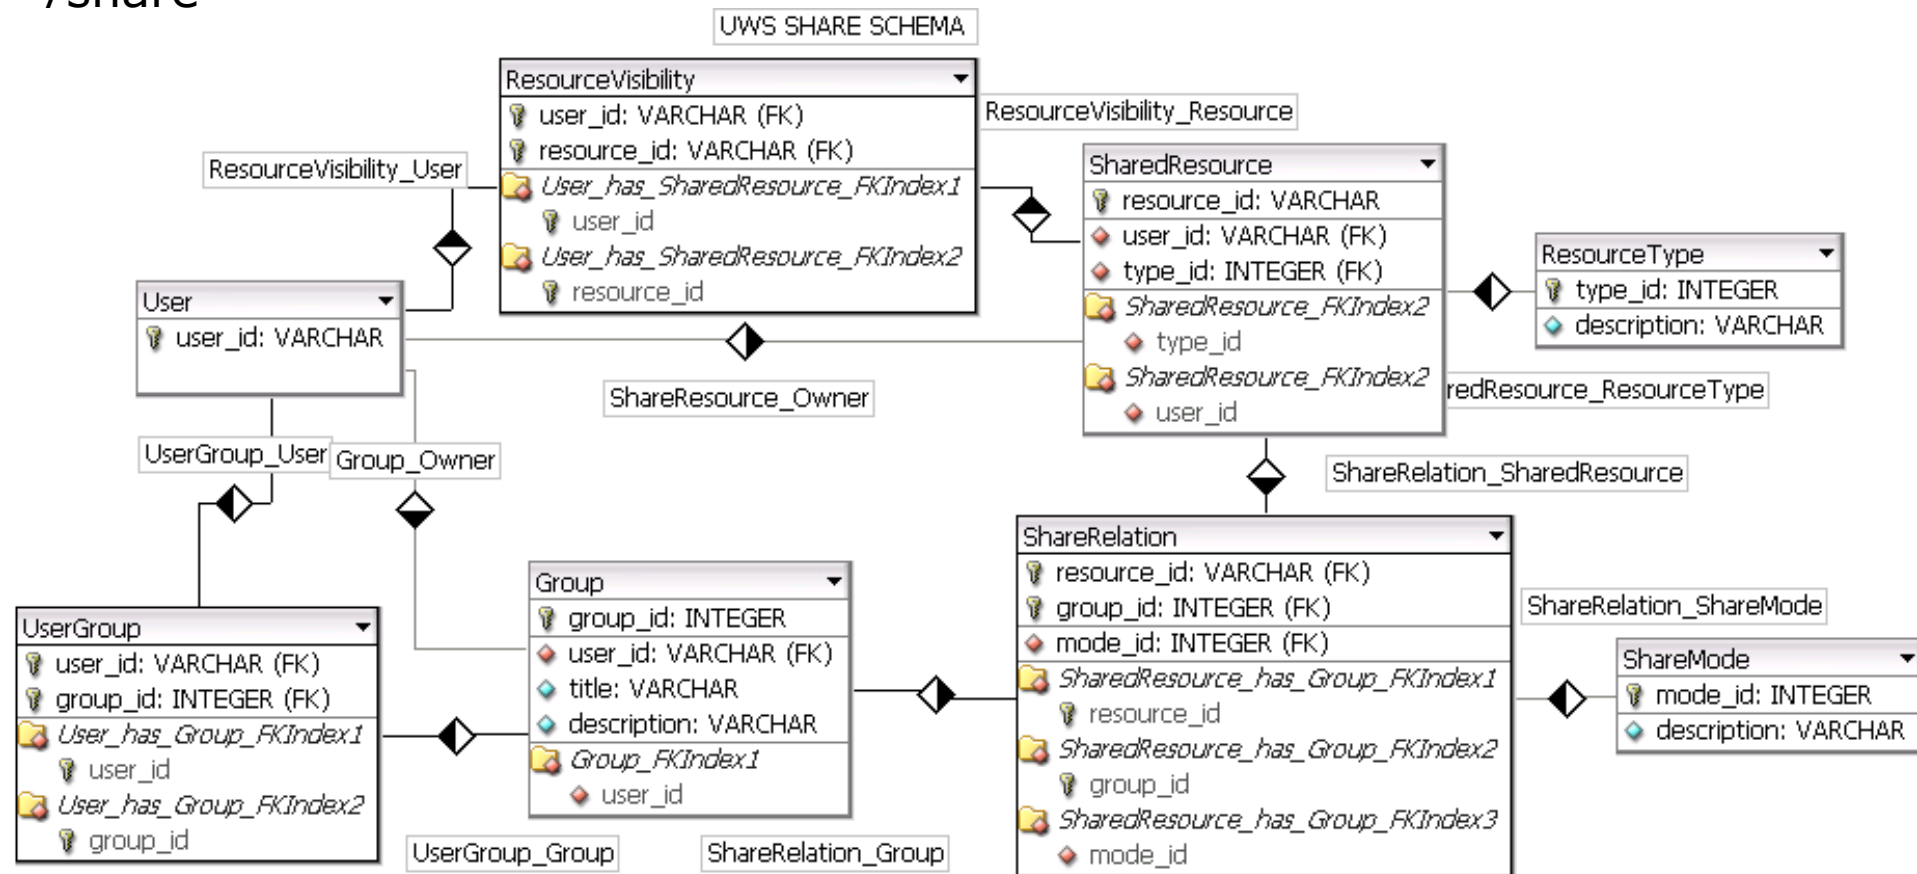 /share
UWS SHARE SCHEMA
ResourceVisibility
user_id: VARCHAR (FK)
resource_id: VARCHAR (FK)
User_has_SharedResource_FKIndex1
user_id
User_has_SharedResource_FKIndex2
resource_id
ResourceVisibility_Resource
ResourceVisibility_User
SharedResource
resource_id: VARCHAR
user_id: VARCHAR (FK)
type_id: INTEGER (FK)
SharedResource_FKIndex2
type_id
SharedResource_FKIndex2
user_id
ResourceType
type_id: INTEGER
description: VARCHAR
User
user_id: VARCHAR
ShareResource_Owner
redResource_ResourceType
UserGroup_User
Group_Owner
ShareRelation_SharedResource
UserGroup
user_id: VARCHAR (FK)
group_id: INTEGER (FK)
User_has_Group_FKIndex1
user_id
User_has_Group_FKIndex2
group_id
Group
group_id: INTEGER
user_id: VARCHAR (FK)
title: VARCHAR
description: VARCHAR
Group_FKIndex1
user_id
ShareRelation
resource_id: VARCHAR (FK)
group_id: INTEGER (FK)
mode_id: INTEGER (FK)
SharedResource_has_Group_FKIndex1
resource_id
SharedResource_has_Group_FKIndex2
group_id
SharedResource_has_Group_FKIndex3
mode_id
ShareRelation_ShareMode
ShareMode
mode_id: INTEGER
description: VARCHAR
UserGroup_Group
ShareRelation_Group